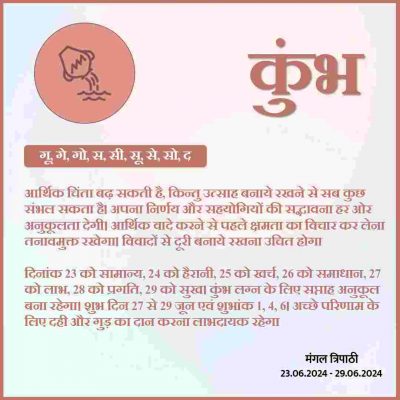 कुंभ
गू, गे, गो, स, सी, सू, से, सो, द
आर्थिक चिंता बढ़ सकती है, किन्तु उत्साह बनाये रखने से सब कुछ
संभल सकता है। अपना निर्णय और सहयोगियों की सद्भावना हर ओर
अनुकूलता देगी। आर्थिक वादे करने से पहले क्षमता का विचार कर लेना
तनावमुक्त रखेगा। विवादों से दूरी बनाये रखना उचित होगा
दिनांक 23 को सामान्य, 24 को हैरानी, 25 को खर्च, 26 को समाधान, 27
को लाभ, 28 को प्रगति, 29 को सुख। कुंभ लग्न के लिए सप्ताह अनुकूल
बना रहेगा। शुभ दिन 27 से 29 जून एवं शुभांक 1, 4, 6। अच्छे परिणाम के
लिए दही और गुड़ का दान करना लाभदायक रहेगा
मंगल त्रिपाठी
23.06.2024 - 29.06.2024